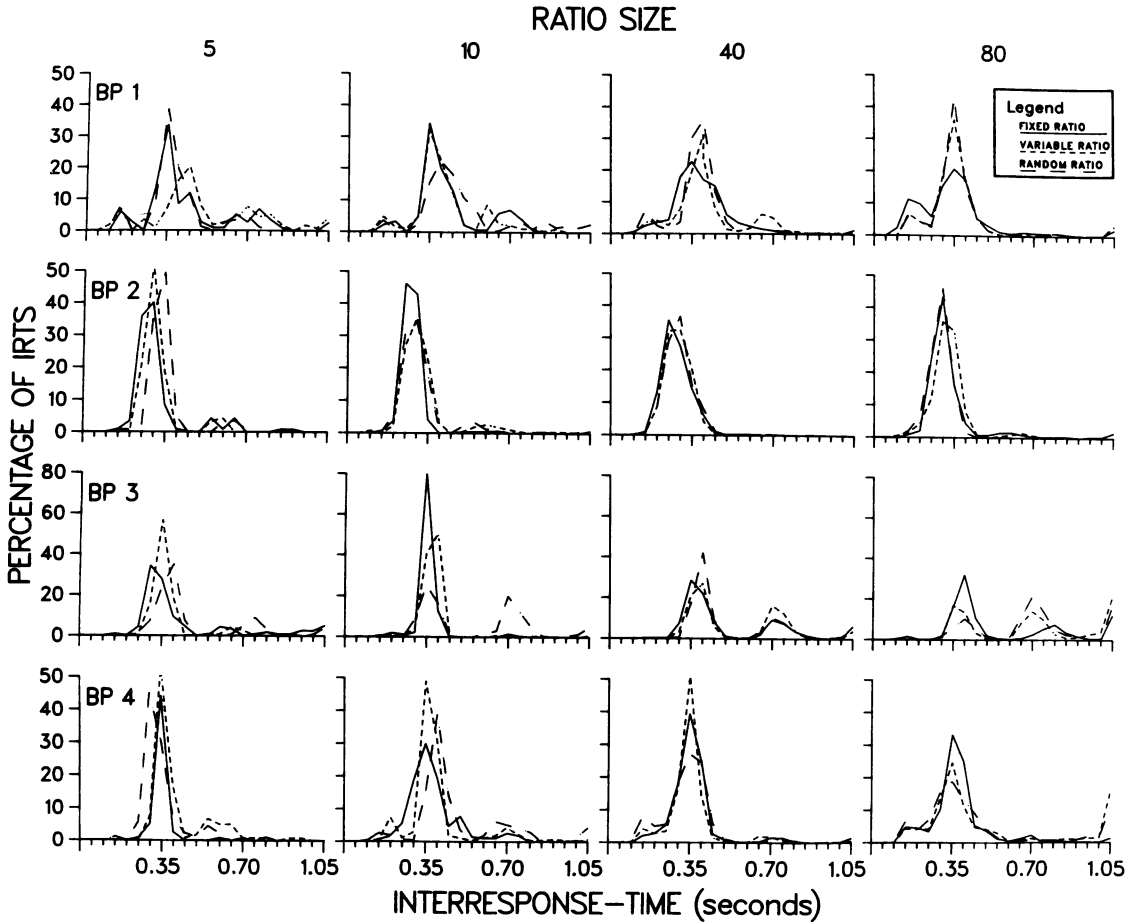 RATIO SIZE
5 10 40 80
BP 1
50
40
30
20
10
0
Legend
FIXED RATIO
VARIABLE RATIO
RANDOM RATIO
BP 2
50
40
30
20
10
0
PERCENTAGE OF IRTS
BP 3
80
60
40
20
0
BP 4
50
40
30
20
10
0
0.35 0.70 1.05 0.35 0.70 0.35 0.70 1.05 0.35 0.70 1.05
INTERRESPONSE-TIME (seconds)